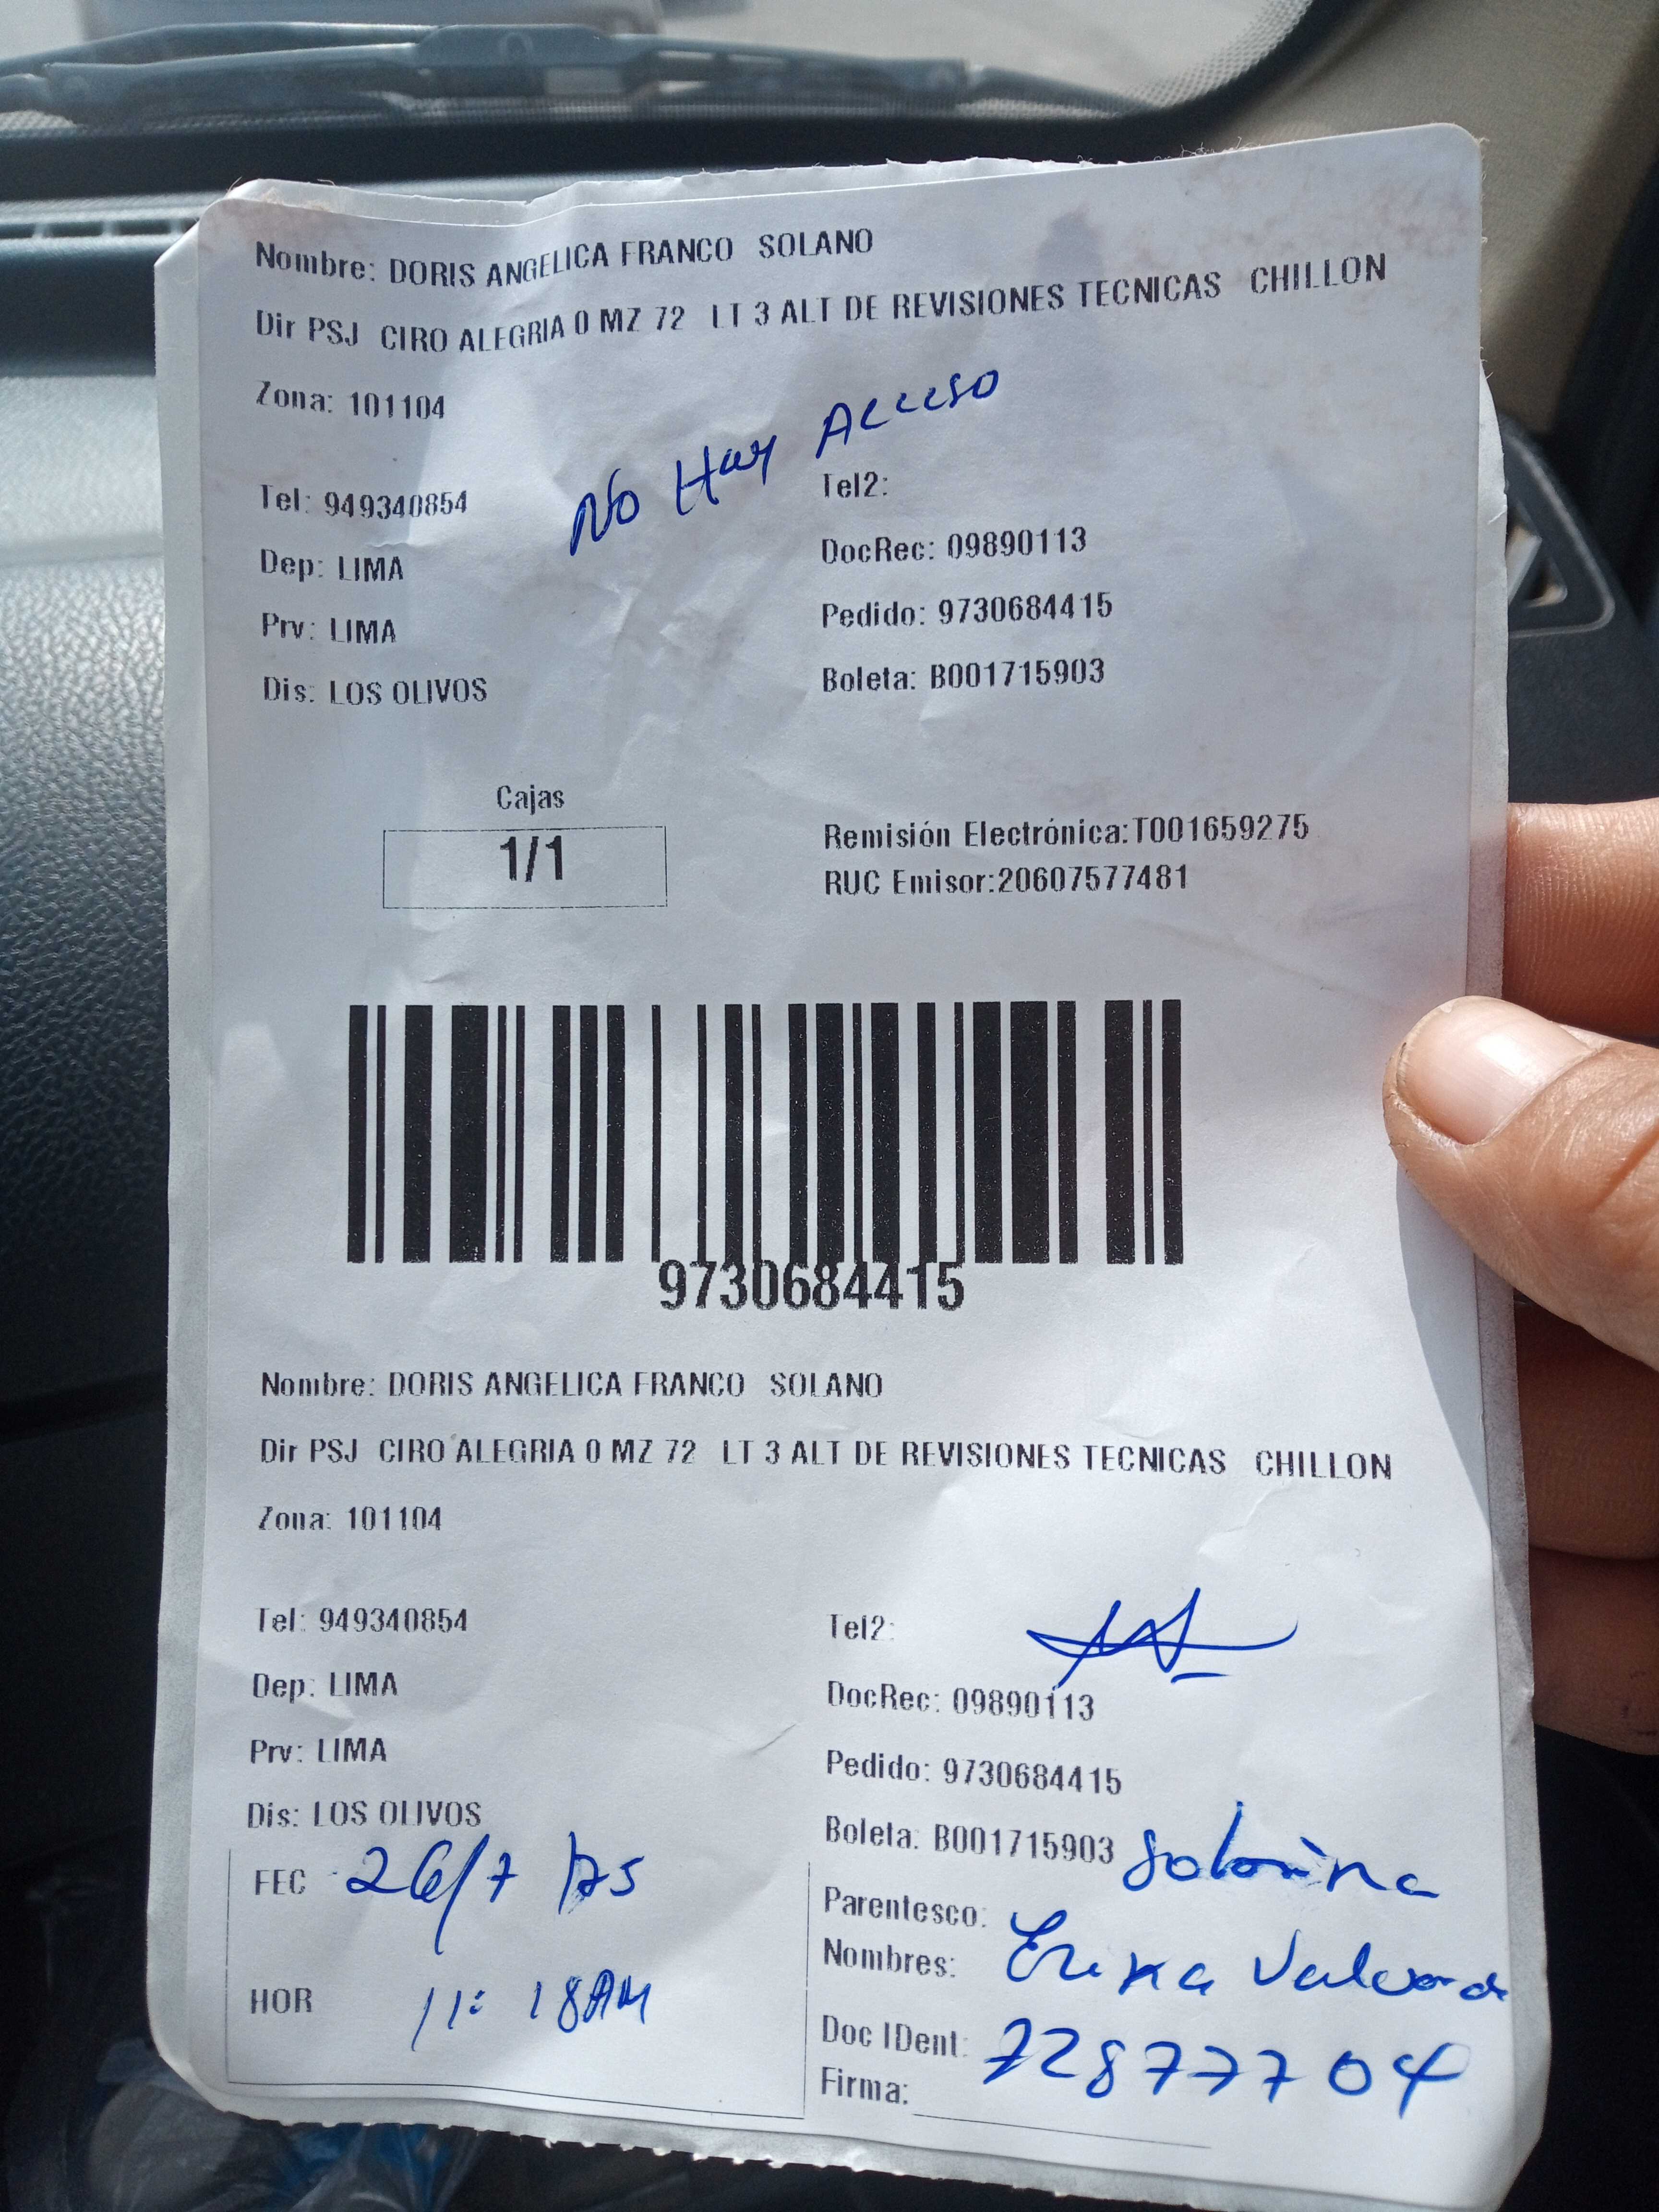 Nombre: DORIS ANGELICA FRANCO SOLANO
Dir PSJ CIRO ALEGRIA 0 MZ 72 LT 3 ALT DE REVISIONES TECNICAS CHILLON
Zona: 101104
No Hay Acceso
Tel: 949340854
Tel2:
Dep: LIMA
DocRec: 09890113
Prv: LIMA
Pedido: 9730684415
Dis: LOS OLIVOS
Boleta: B001715903
Cajas
1/1
Remisión Electrónica:T001659275
RUC Emisor:20607577481
9730684415
Nombre: DORIS ANGELICA FRANCO SOLANO
Dir PSJ CIRO ALEGRIA 0 MZ 72 LT 3 ALT DE REVISIONES TECNICAS CHILLON
Zona: 101104
Tel: 949340854
Tel2:
Dep: LIMA
DocRec: 09890113
Prv: LIMA
Pedido: 9730684415
Dis: LOS OLIVOS
Boleta: B001715903
FEC 26/7/25
Parentesco: Sobrina
Nombres: Erika Valverde
HOR 11:18AM
Doc IDent: 72877704
Firma: